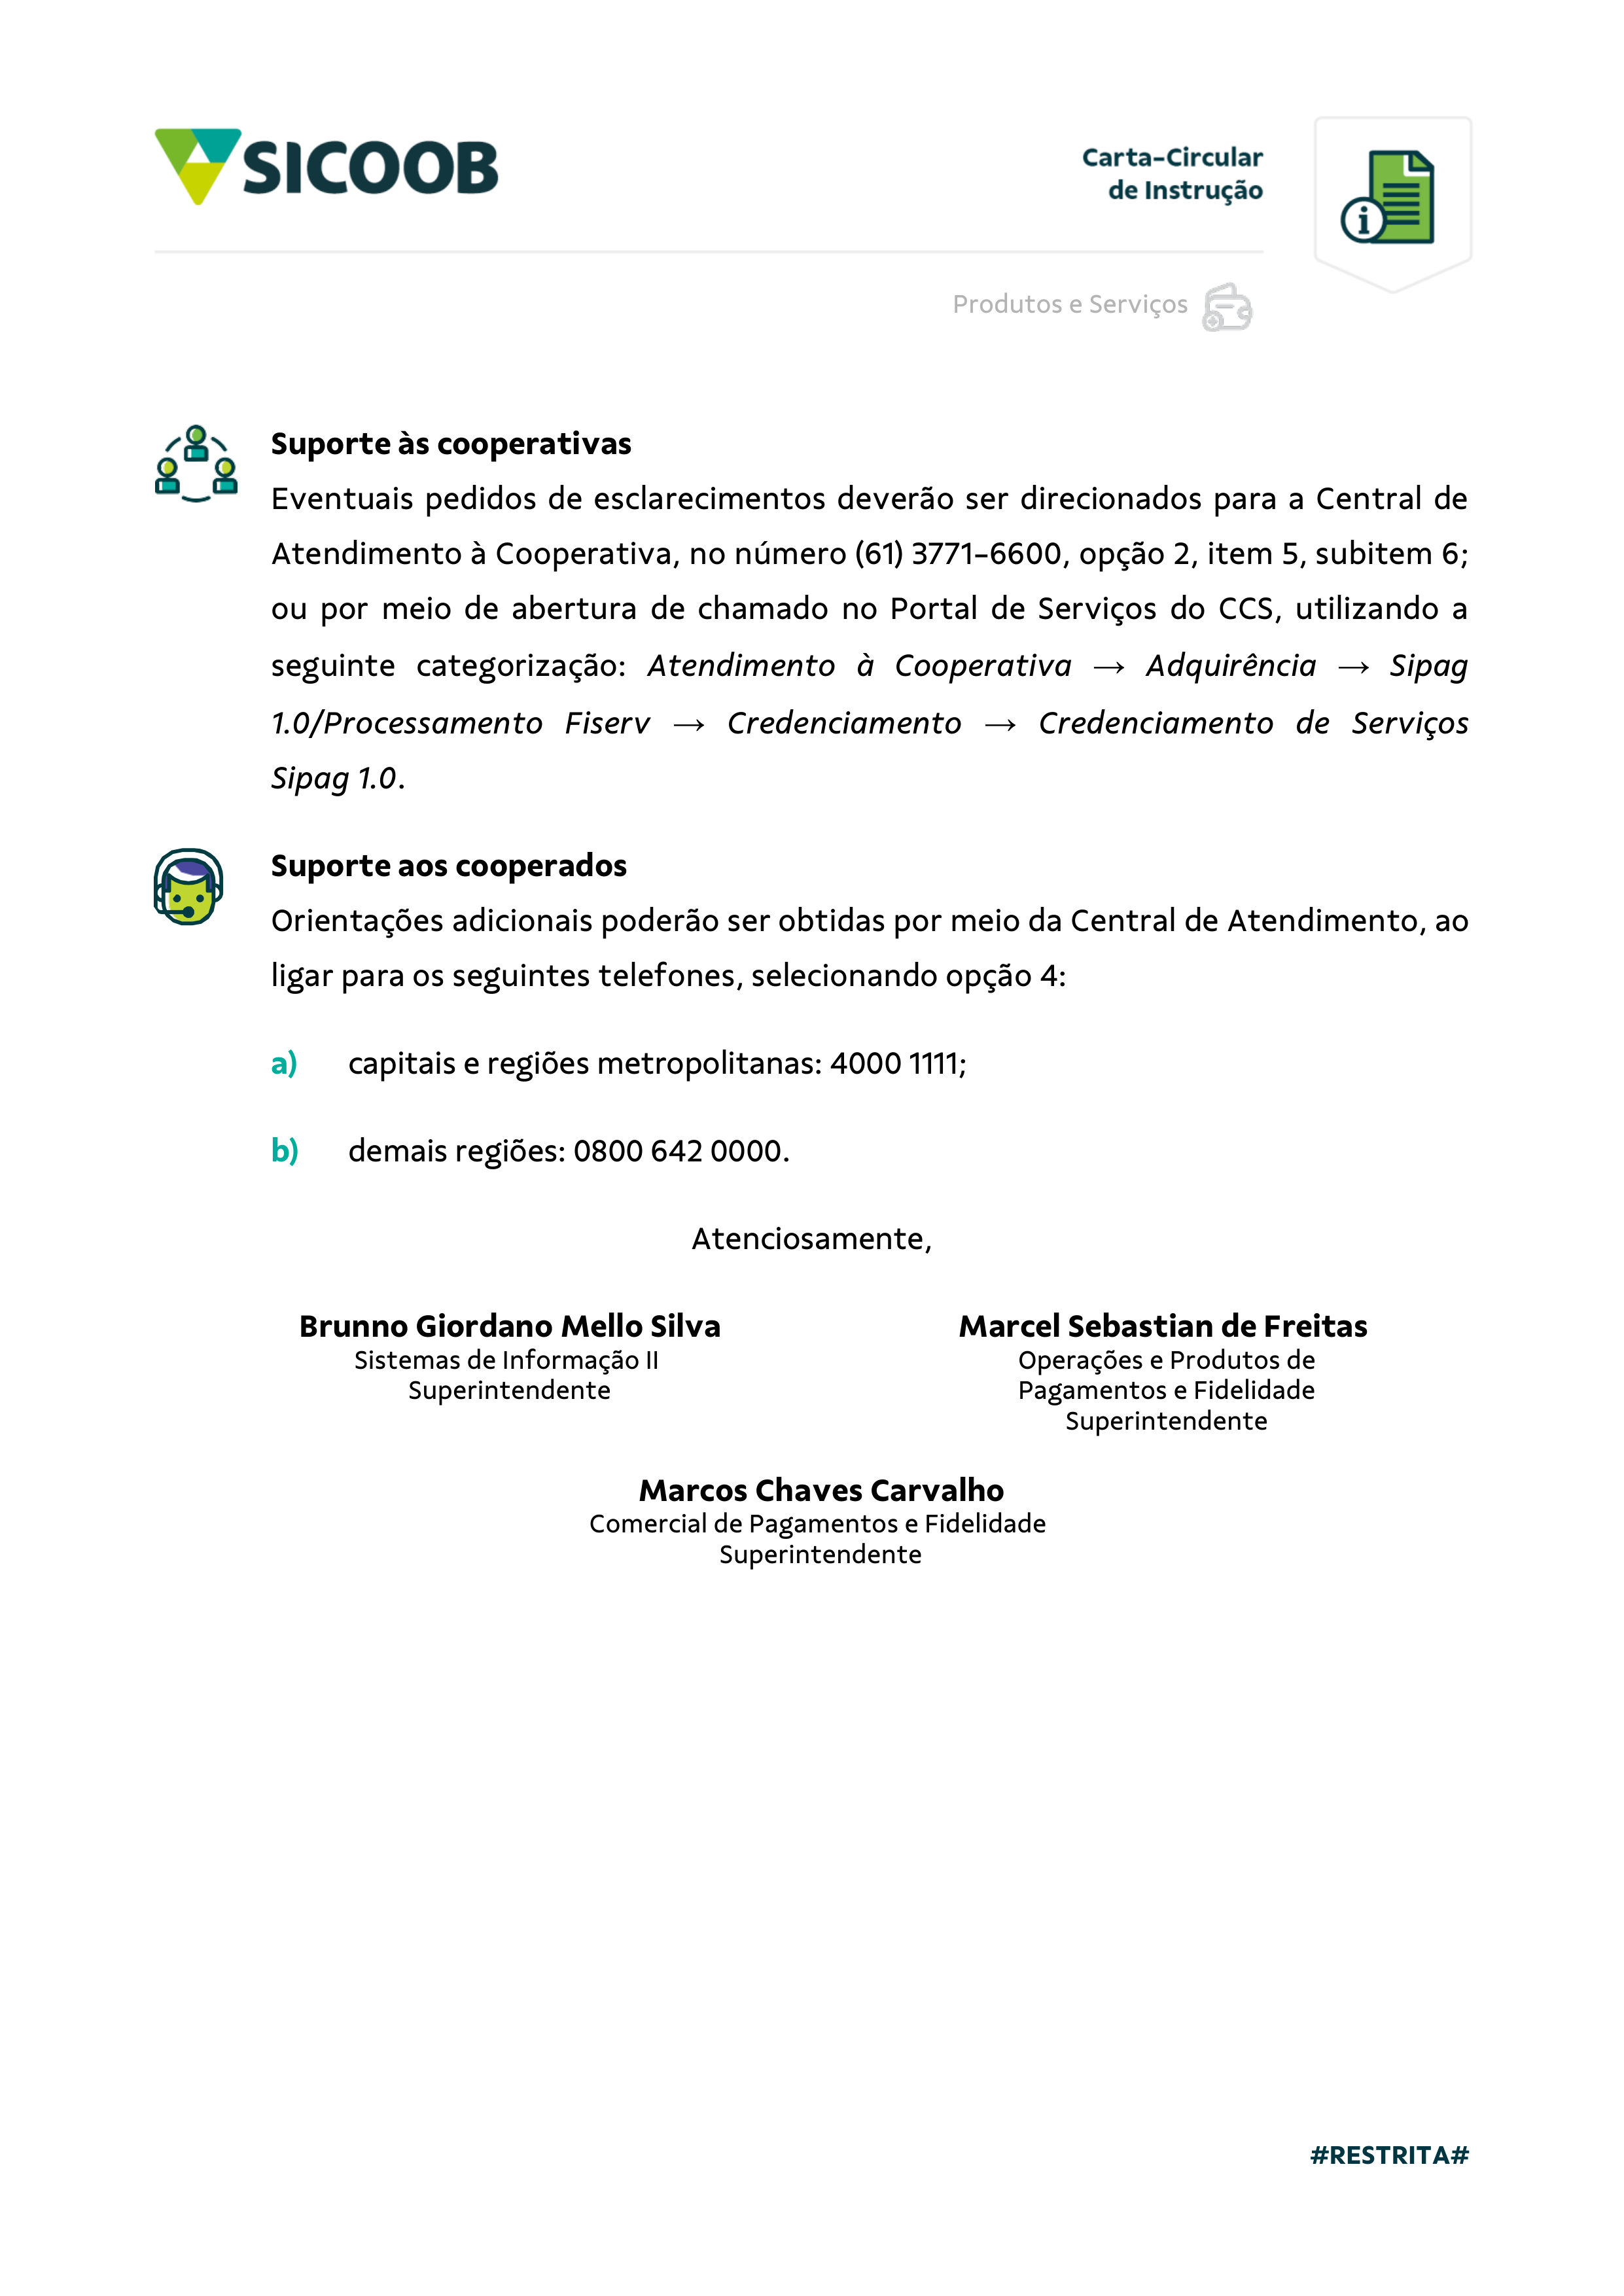 SICOOB
Carta-Circular
de Instrução
Produtos e Serviços
Suporte às cooperativas
Eventuais pedidos de esclarecimentos deverão ser direcionados para a Central de
Atendimento à Cooperativa, no número (61) 3771-6600, opção 2, item 5, subitem 6;
ou por meio de abertura de chamado no Portal de Serviços do CCS, utilizando a
seguinte categorização: Atendimento à Cooperativa → Adquirência → Sipag
1.0/Processamento Fiserv → Credenciamento → Credenciamento de Serviços
Sipag 1.0.
Suporte aos cooperados
Orientações adicionais poderão ser obtidas por meio da Central de Atendimento, ao
ligar para os seguintes telefones, selecionando opção 4:
a) capitais e regiões metropolitanas: 4000 1111;
b) demais regiões: 0800 642 0000.
Atenciosamente,
Brunno Giordano Mello Silva
Sistemas de Informação II
Superintendente
Marcel Sebastian de Freitas
Operações e Produtos de
Pagamentos e Fidelidade
Superintendente
Marcos Chaves Carvalho
Comercial de Pagamentos e Fidelidade
Superintendente
#RESTRITA#